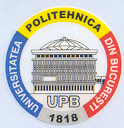 UNIVERSITATEA
POLITEHNICA
DIN BUCUREȘTI
UPB
1818